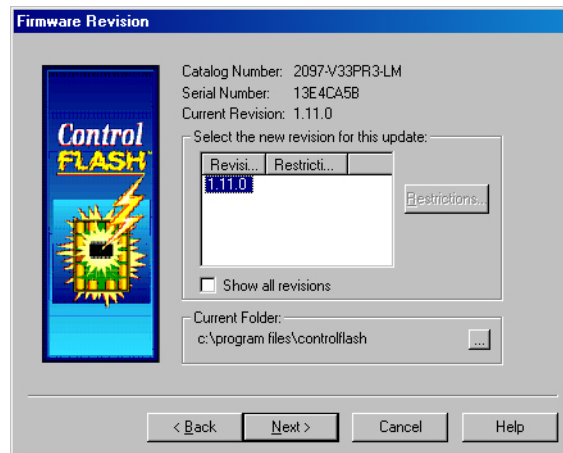 Firmware Revision
Catalog Number: 2097-V33PR3-LM
Serial Number: 13E4CA5B
Current Revision: 1.11.0
Control
FLASH
Select the new revision for this update:
Revisi... Restricti...
1.11.0
Restrictions...
Show all revisions
Current Folder:
c:\program files\controlflash
...
< Back Next > Cancel Help